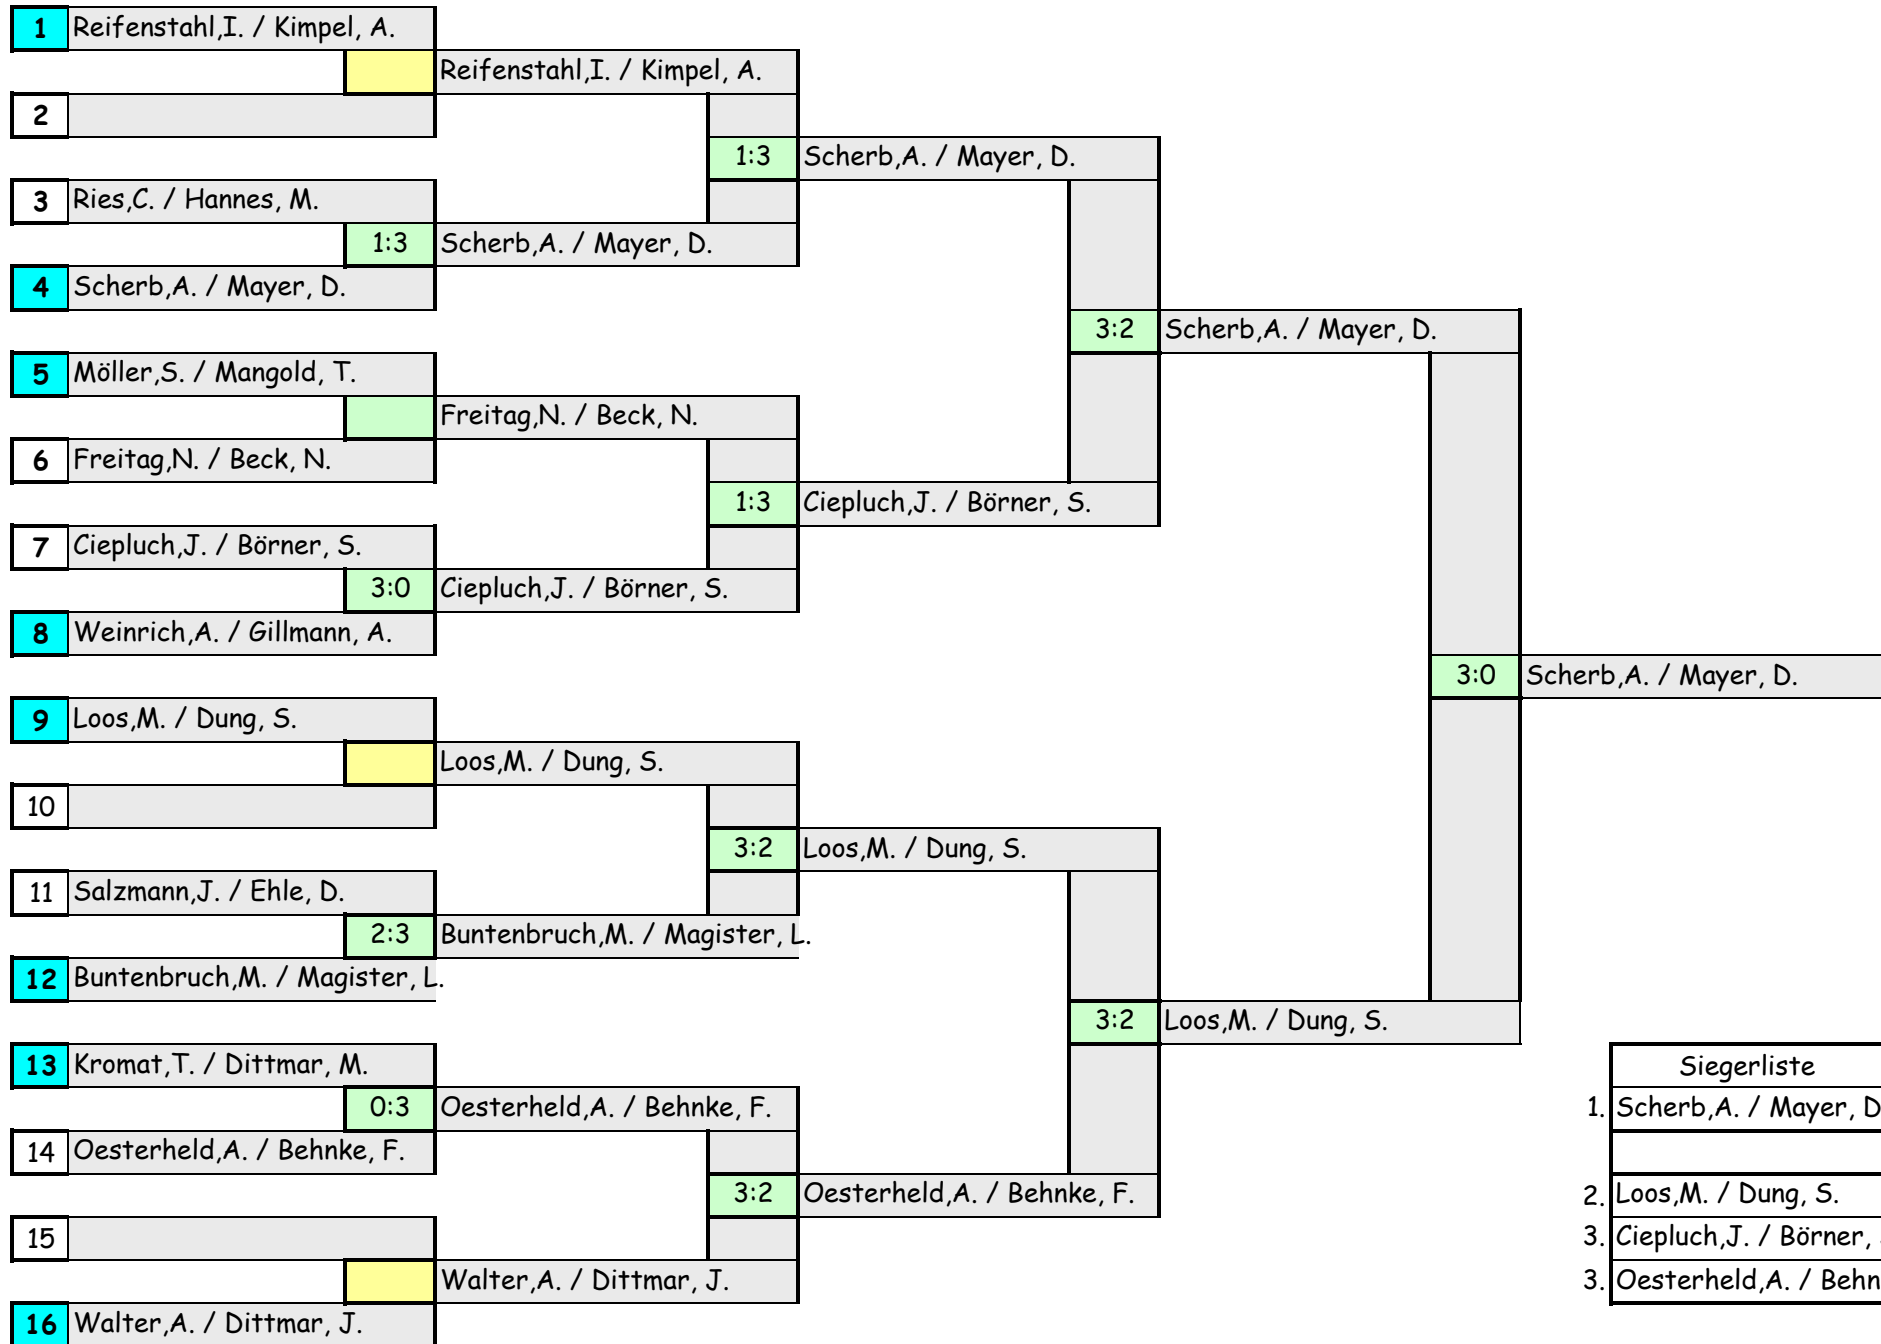 1 Reifenstahl,I. / Kimpel, A.
Reifenstahl,I. / Kimpel, A.
2
1:3 Scherb,A. / Mayer, D.
3 Ries,C. / Hannes, M.
1:3 Scherb,A. / Mayer, D.
4 Scherb,A. / Mayer, D.
3:2 Scherb,A. / Mayer, D.
5 Möller,S. / Mangold, T.
Freitag,N. / Beck, N.
6 Freitag,N. / Beck, N.
1:3 Ciepluch,J. / Börner, S.
7 Ciepluch,J. / Börner, S.
3:0 Ciepluch,J. / Börner, S.
8 Weinrich,A. / Gillmann, A.
3:0 Scherb,A. / Mayer, D.
9 Loos,M. / Dung, S.
Loos,M. / Dung, S.
10
3:2 Loos,M. / Dung, S.
11 Salzmann,J. / Ehle, D.
2:3 Buntenbruch,M. / Magister, L.
12 Buntenbruch,M. / Magister, L.
3:2 Loos,M. / Dung, S.
13 Kromat,T. / Dittmar, M.
Siegerliste
0:3 Oesterheld,A. / Behnke, F.
1. Scherb,A. / Mayer, D
14 Oesterheld,A. / Behnke, F.
3:2 Oesterheld,A. / Behnke, F.
2. Loos,M. / Dung, S.
15
3. Ciepluch,J. / Börner,
Walter,A. / Dittmar, J.
3. Oesterheld,A. / Behn
16 Walter,A. / Dittmar, J.